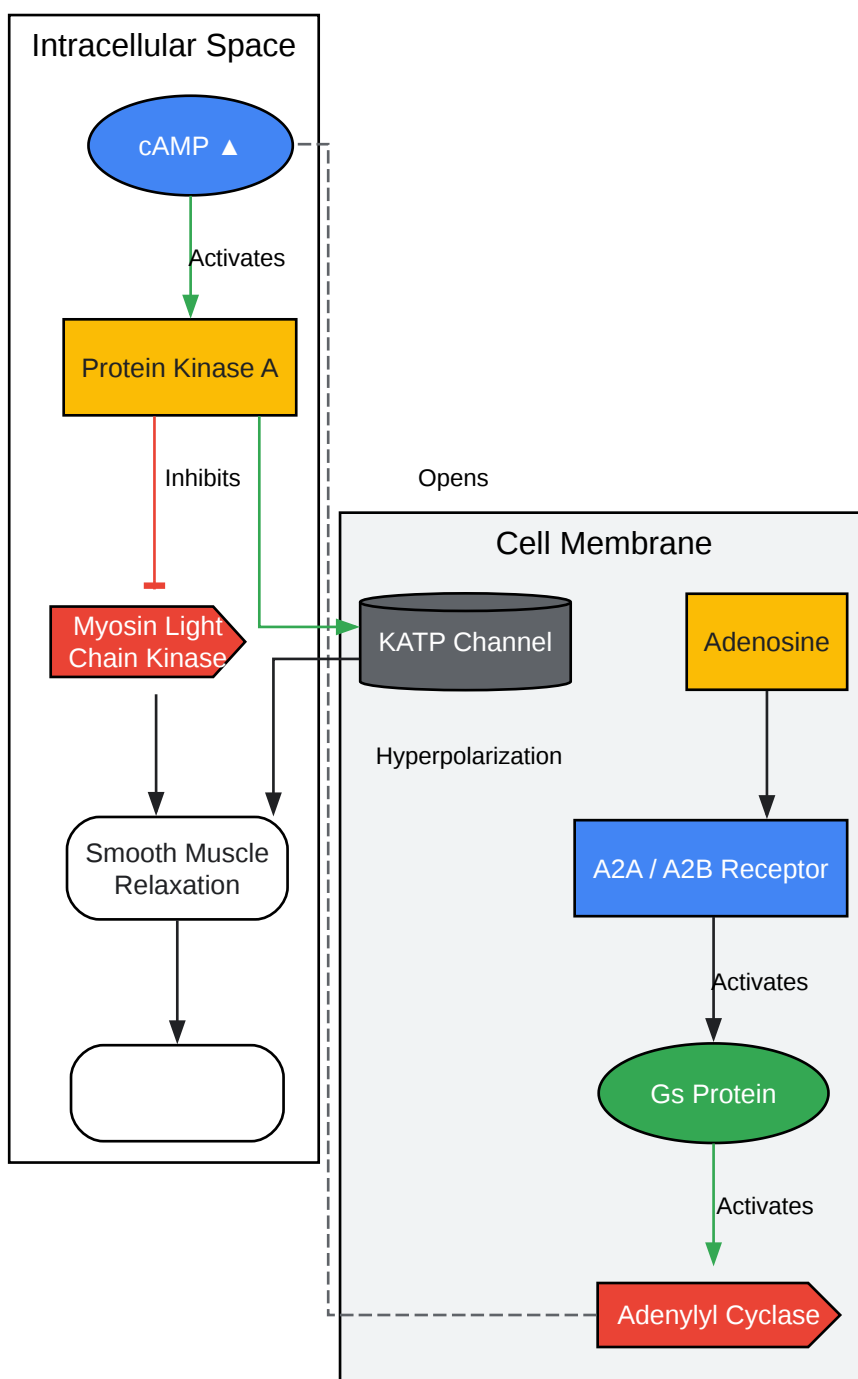 Intracellular Space
cAMP ▲
Activates
Protein Kinase A
Inhibits
Opens
Cell Membrane
Myosin Light
Chain Kinase
KATP Channel
Adenosine
Hyperpolarization
Smooth Muscle
Relaxation
A2A / A2B Receptor
Activates
Gs Protein
Activates
Adenylyl Cyclase